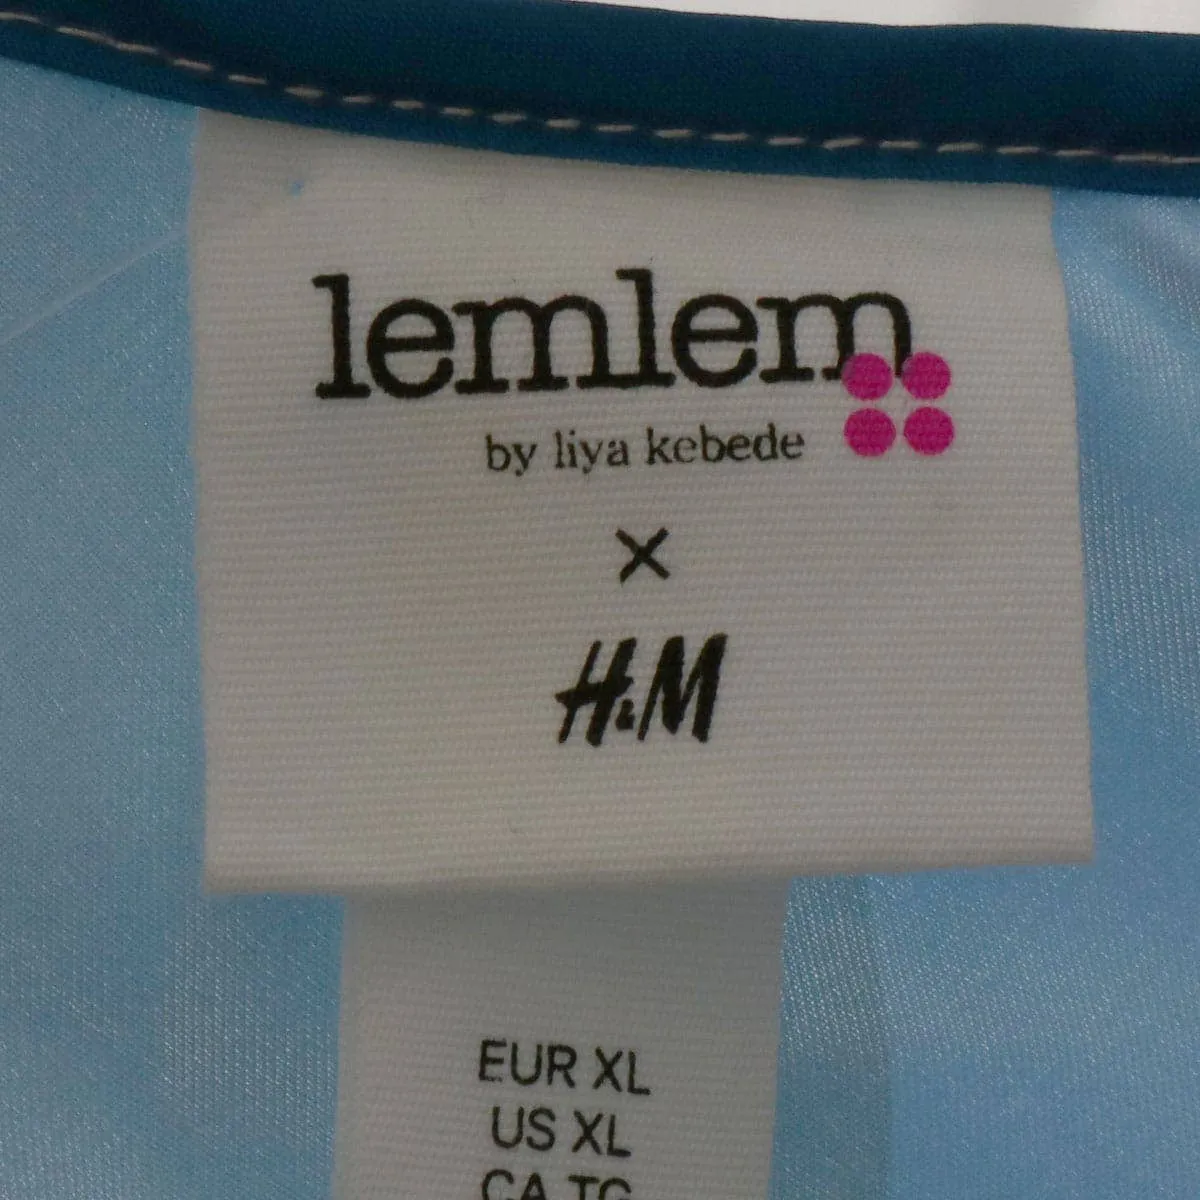 lemlem
by liya kebede
×
H&M
EUR XL
US XL
CA TG